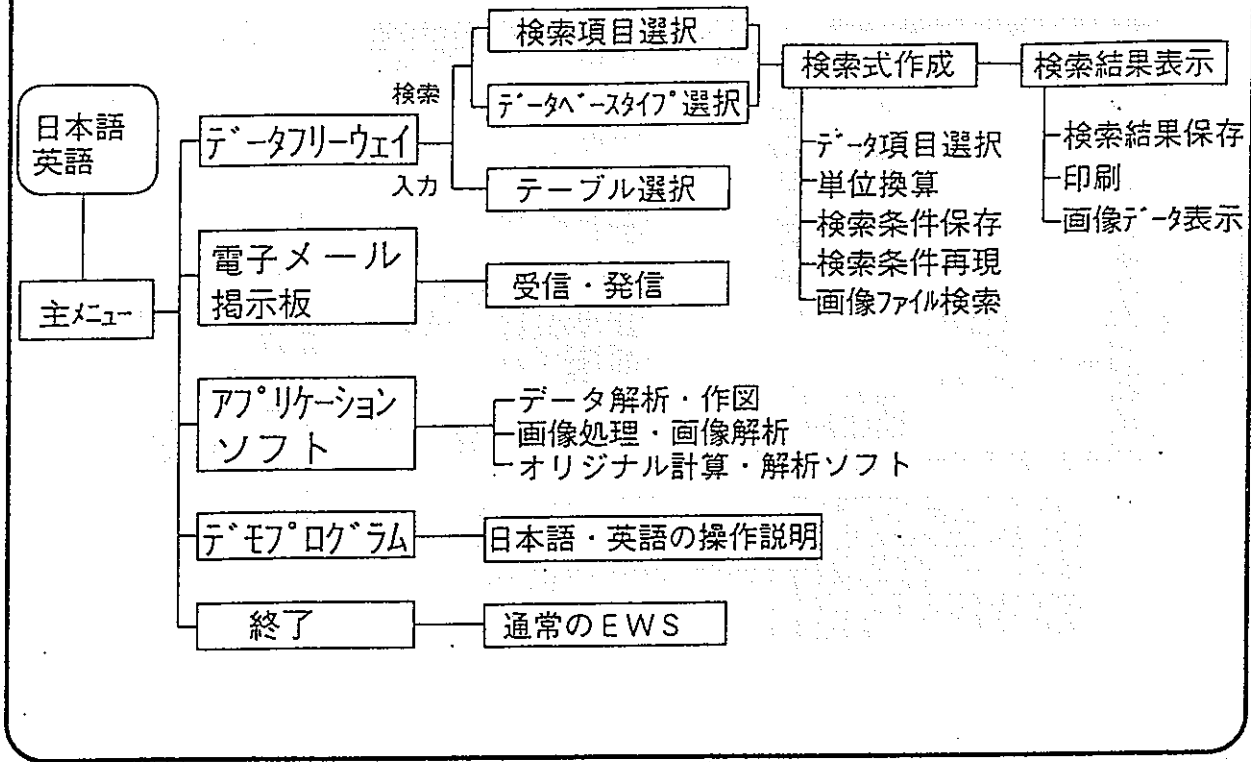 検索項目選択
検索式作成
検索結果表示
検索
データベースタイプ選択
日本語
英語
データフリーウェイ
入力
テーブル選択
データ項目選択
単位換算
検索条件保存
検索条件再現
画像ファイル検索
検索結果保存
印刷
画像データ表示
電子メール
掲示板
受信・発信
主メニュー
アプリケーション
ソフト
データ解析・作図
画像処理・画像解析
オリジナル計算・解析ソフト
デモプログラム
日本語・英語の操作説明
終了
通常のEWS